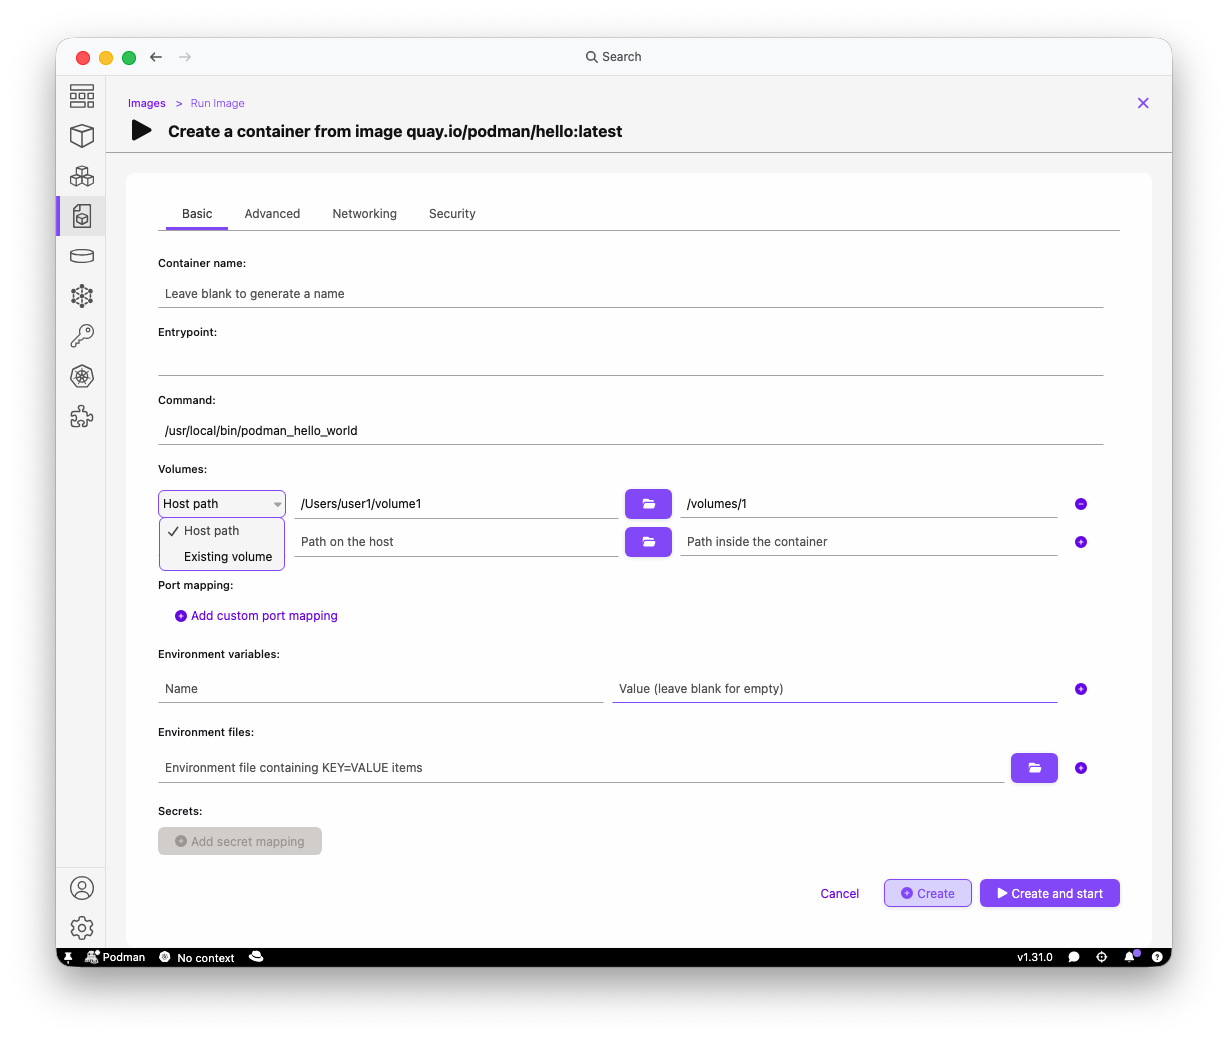 Search
Images > Run Image
Create a container from image quay.io/podman/hello:latest
Basic Advanced Networking Security
Container name:
Leave blank to generate a name
Entrypoint:
Command:
/usr/local/bin/podman_hello_world
Volumes:
Host path /Users/user1/volume1 /volumes/1
Host path
Path on the host Path inside the container
Existing volume
Port mapping:
Add custom port mapping
Environment variables:
Name Value (leave blank for empty)
Environment files:
Environment file containing KEY=VALUE items
Secrets:
Add secret mapping
Cancel Create Create and start
Podman No context v1.31.0